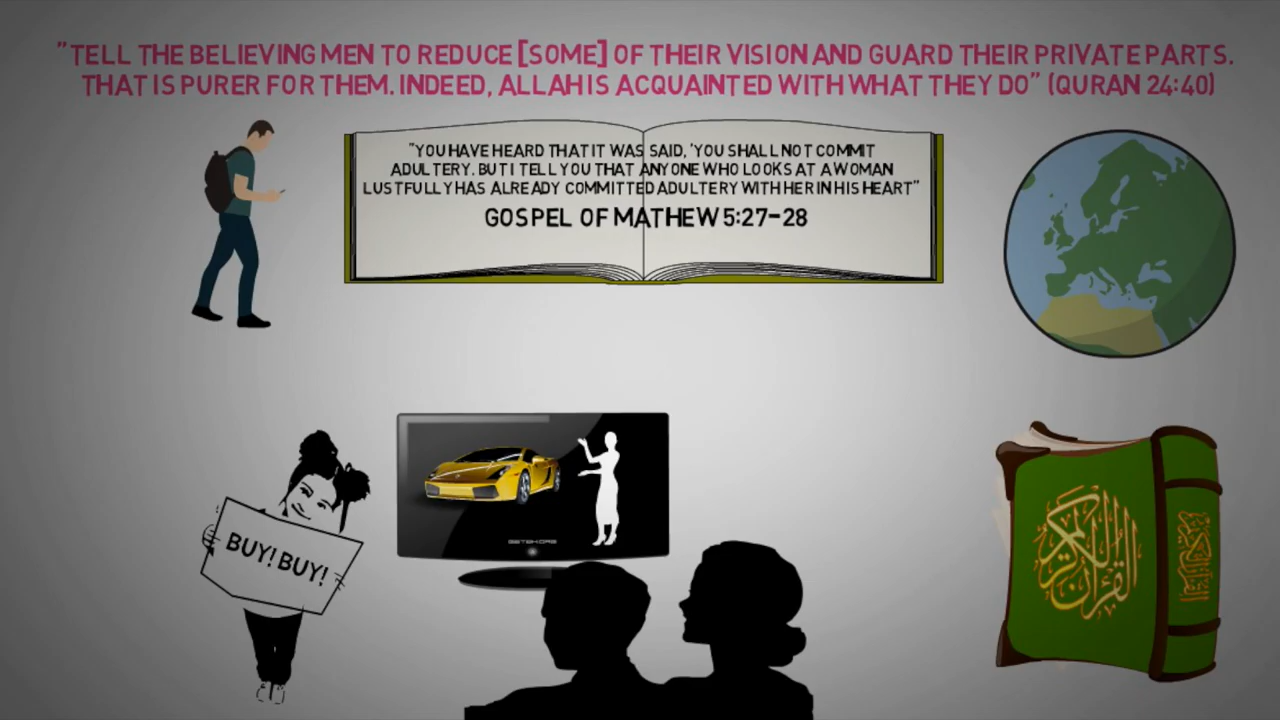 "TELL THE BELIEVING MEN TO REDUCE [SOME] OF THEIR VISION AND GUARD THEIR PRIVATE PARTS.
THAT IS PURER FOR THEM. INDEED, ALLAH IS ACQUAINTED WITH WHAT THEY DO" (QURAN 24:40)
"YOU HAVE HEARD THAT IT WAS SAID, 'YOU SHALL NOT COMMIT
ADULTERY. BUT I TELL YOU THAT ANYONE WHO LOOKS AT A WOMAN
LUSTFULLY HAS ALREADY COMMITTED ADULTERY WITH HER IN HIS HEART"
GOSPEL OF MATHEW 5:27-28
BUY! BUY!
القرآن الكريم